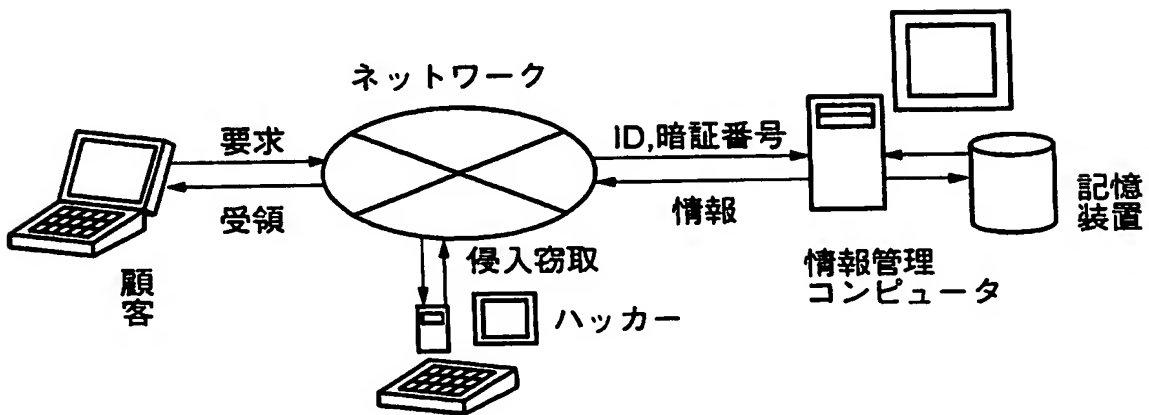 ネットワーク
要求
受領
顧客
ID,暗証番号
情報
記憶
装置
情報管理
コンピュータ
侵入窃取
ハッカー